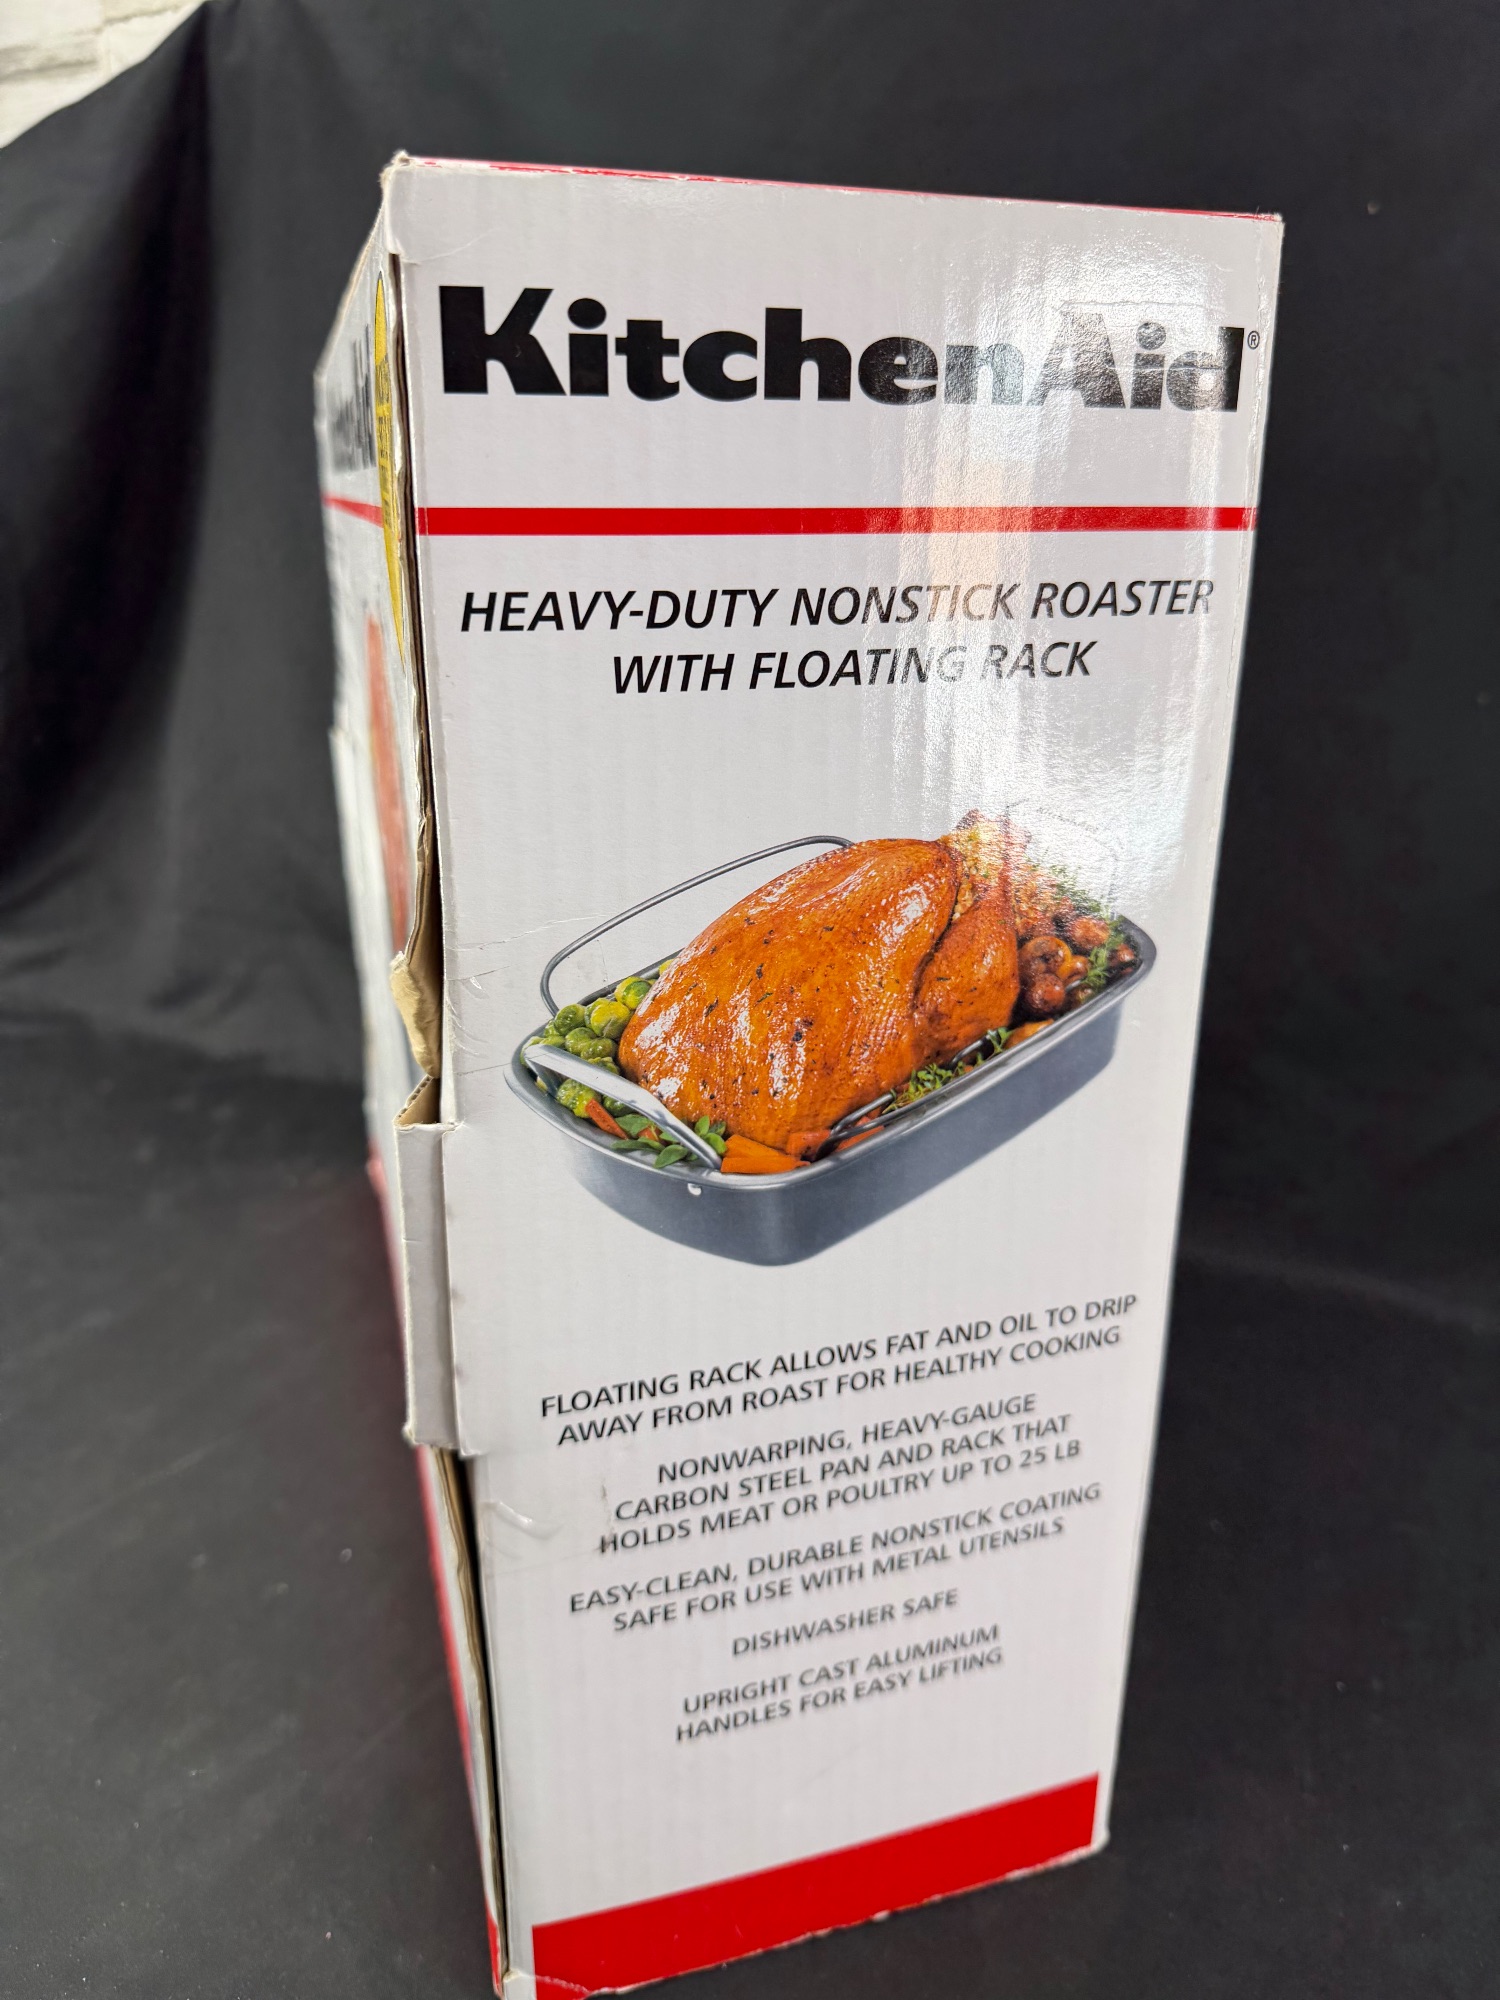 KitchenAid®
HEAVY-DUTY NONSTICK ROASTER
WITH FLOATING RACK
FLOATING RACK ALLOWS FAT AND OIL TO DRIP
AWAY FROM ROAST FOR HEALTHY COOKING
NONWARPING, HEAVY-GAUGE
CARBON STEEL PAN AND RACK THAT
HOLDS MEAT OR POULTRY UP TO 25 LB
EASY-CLEAN, DURABLE NONSTICK COATING
SAFE FOR USE WITH METAL UTENSILS
DISHWASHER SAFE
UPRIGHT CAST ALUMINUM
HANDLES FOR EASY LIFTING